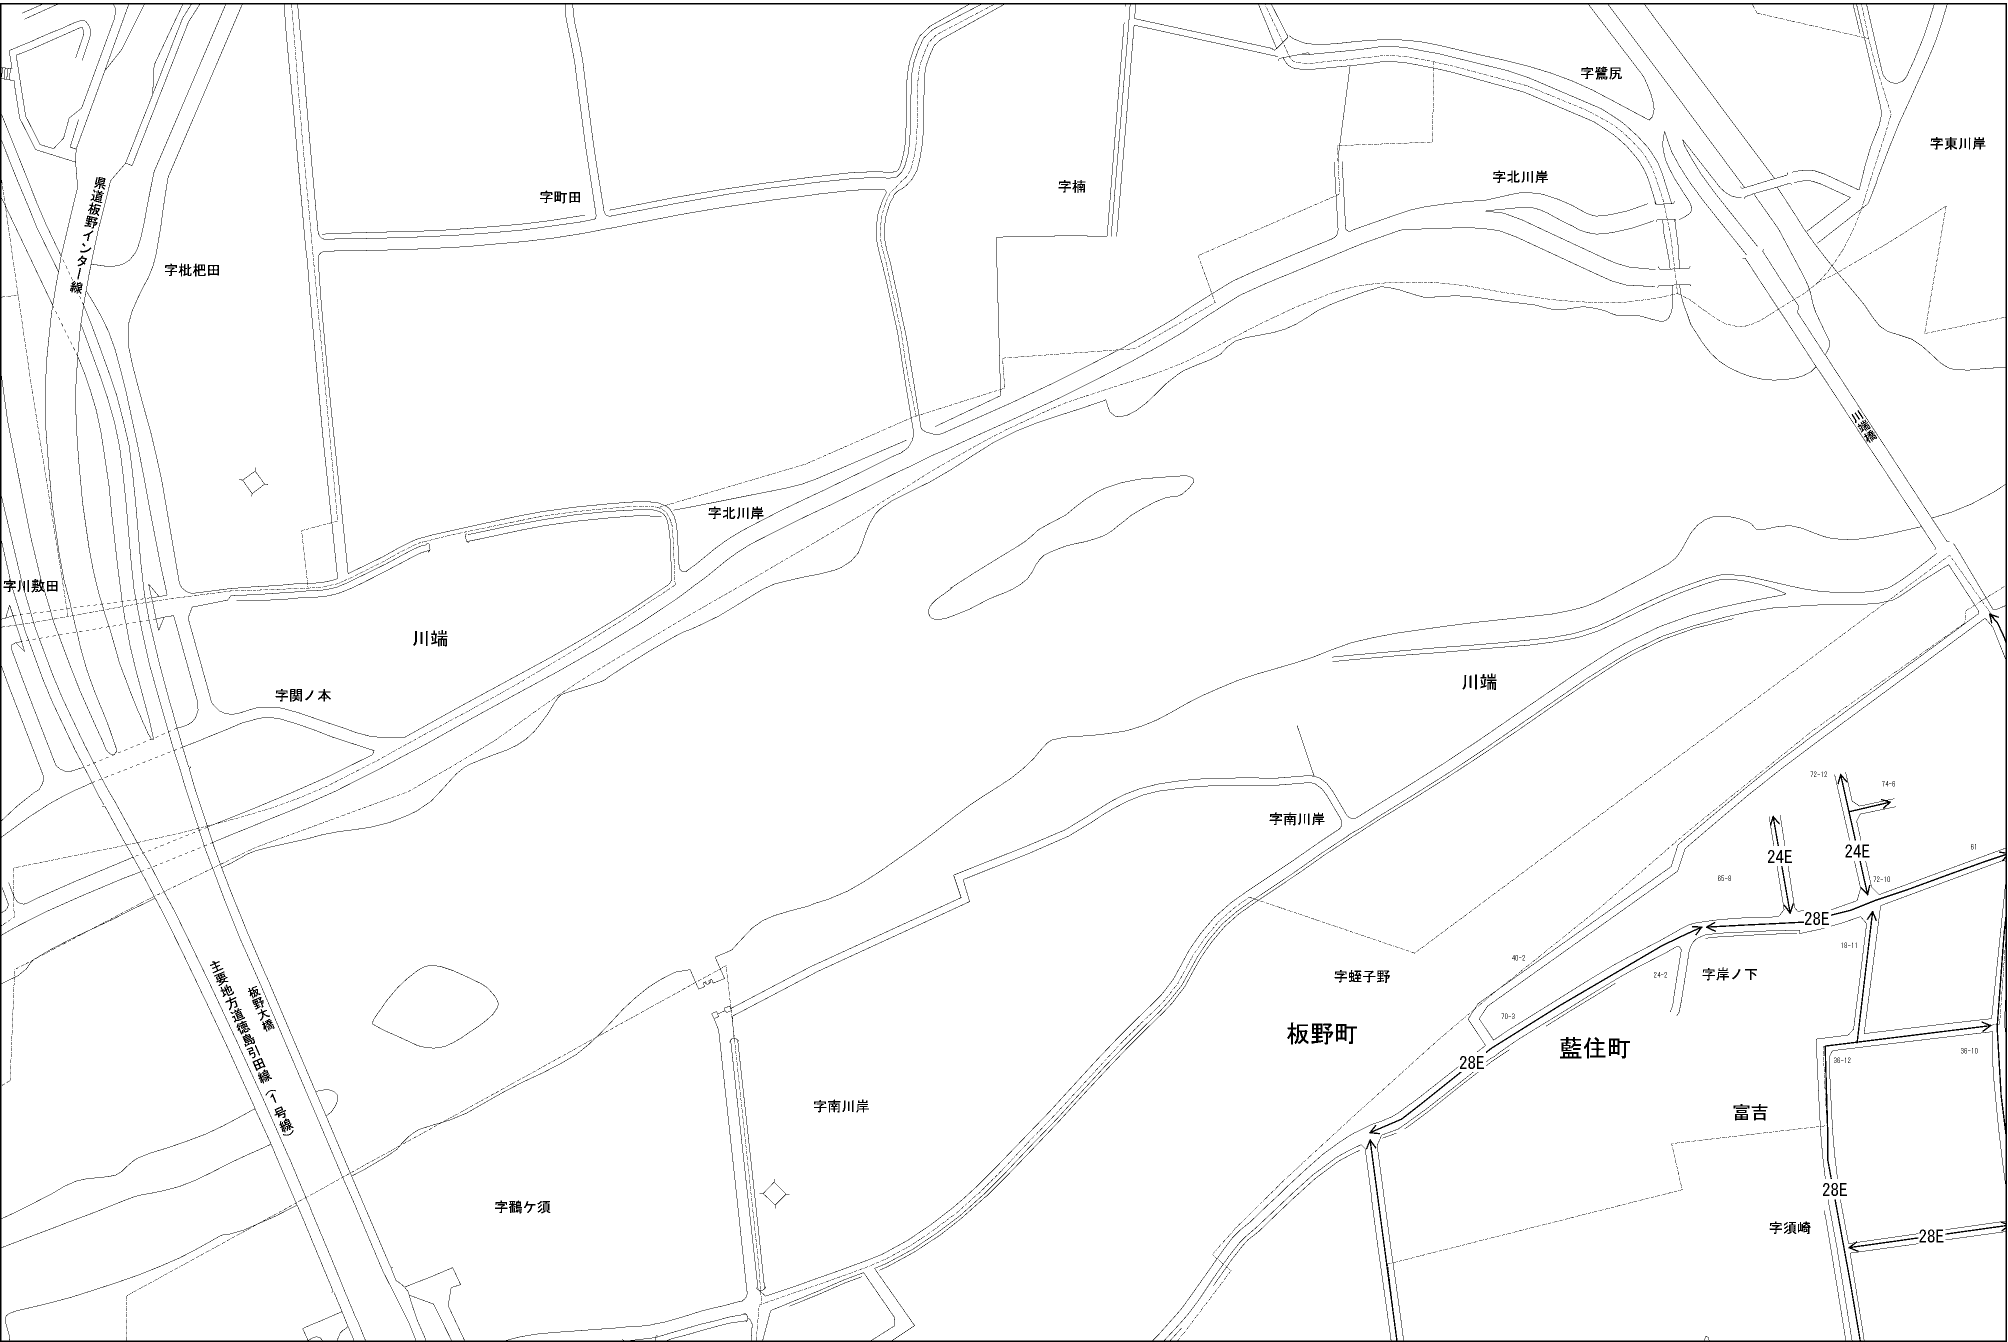 字鷺尻
字東川岸
字北川岸
字楠
字町田
県道板野インター線
字枇杷田
川端橋
字北川岸
字川敷田
川端
字関ノ本
川端
72-12
74-6
字南川岸
24E
24E
61
65-8
72-10
28E
18-11
40-2
24-2
字岸ノ下
字蛭子野
主要地方道徳島引田線（1号線）
板野大橋
70-3
板野町
藍住町
36-12
36-10
28E
字南川岸
富吉
28E
字鸛ケ須
字須崎
28E